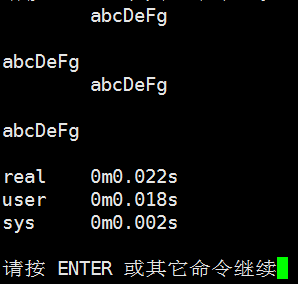 abcDeFg
abcDeFg
abcDeFg
abcDeFg
real 0m0.022s
user 0m0.018s
sys 0m0.002s
请按 ENTER 或其它命令继续